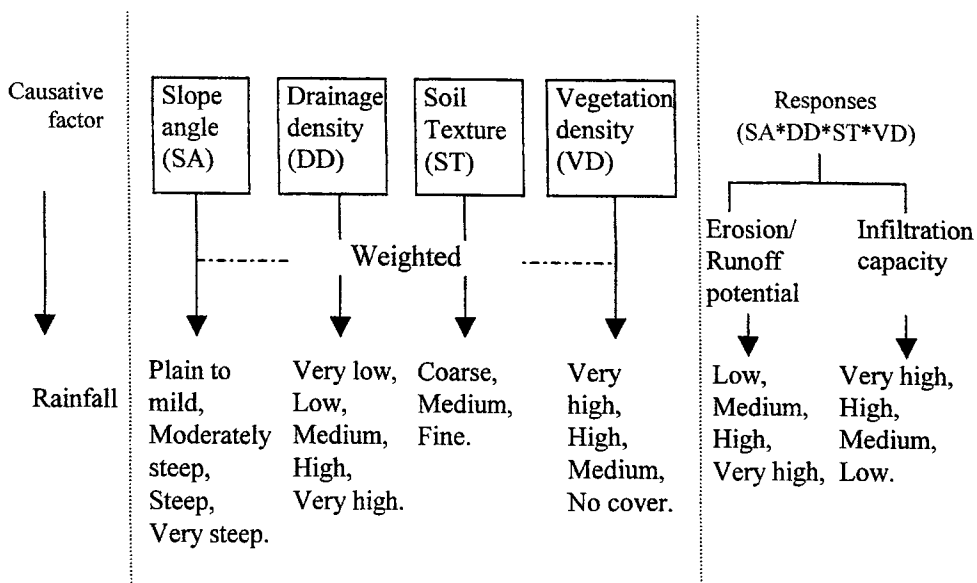 Causative
factor
Rainfall
Slope
angle
(SA)
Drainage
density
(DD)
Soil
Texture
(ST)
Vegetation
density
(VD)
Weighted
Plain to
mild,
Moderately
steep,
Steep,
Very steep.
Very low,
Low,
Medium,
High,
Very high.
Coarse,
Medium,
Fine.
Very
high,
High,
Medium,
No cover.
Responses
(SA*DD*ST*VD)
Erosion/
Runoff
potential
Infiltration
capacity
Low,
Medium,
High,
Very high,
Very high,
High,
Medium,
Low.